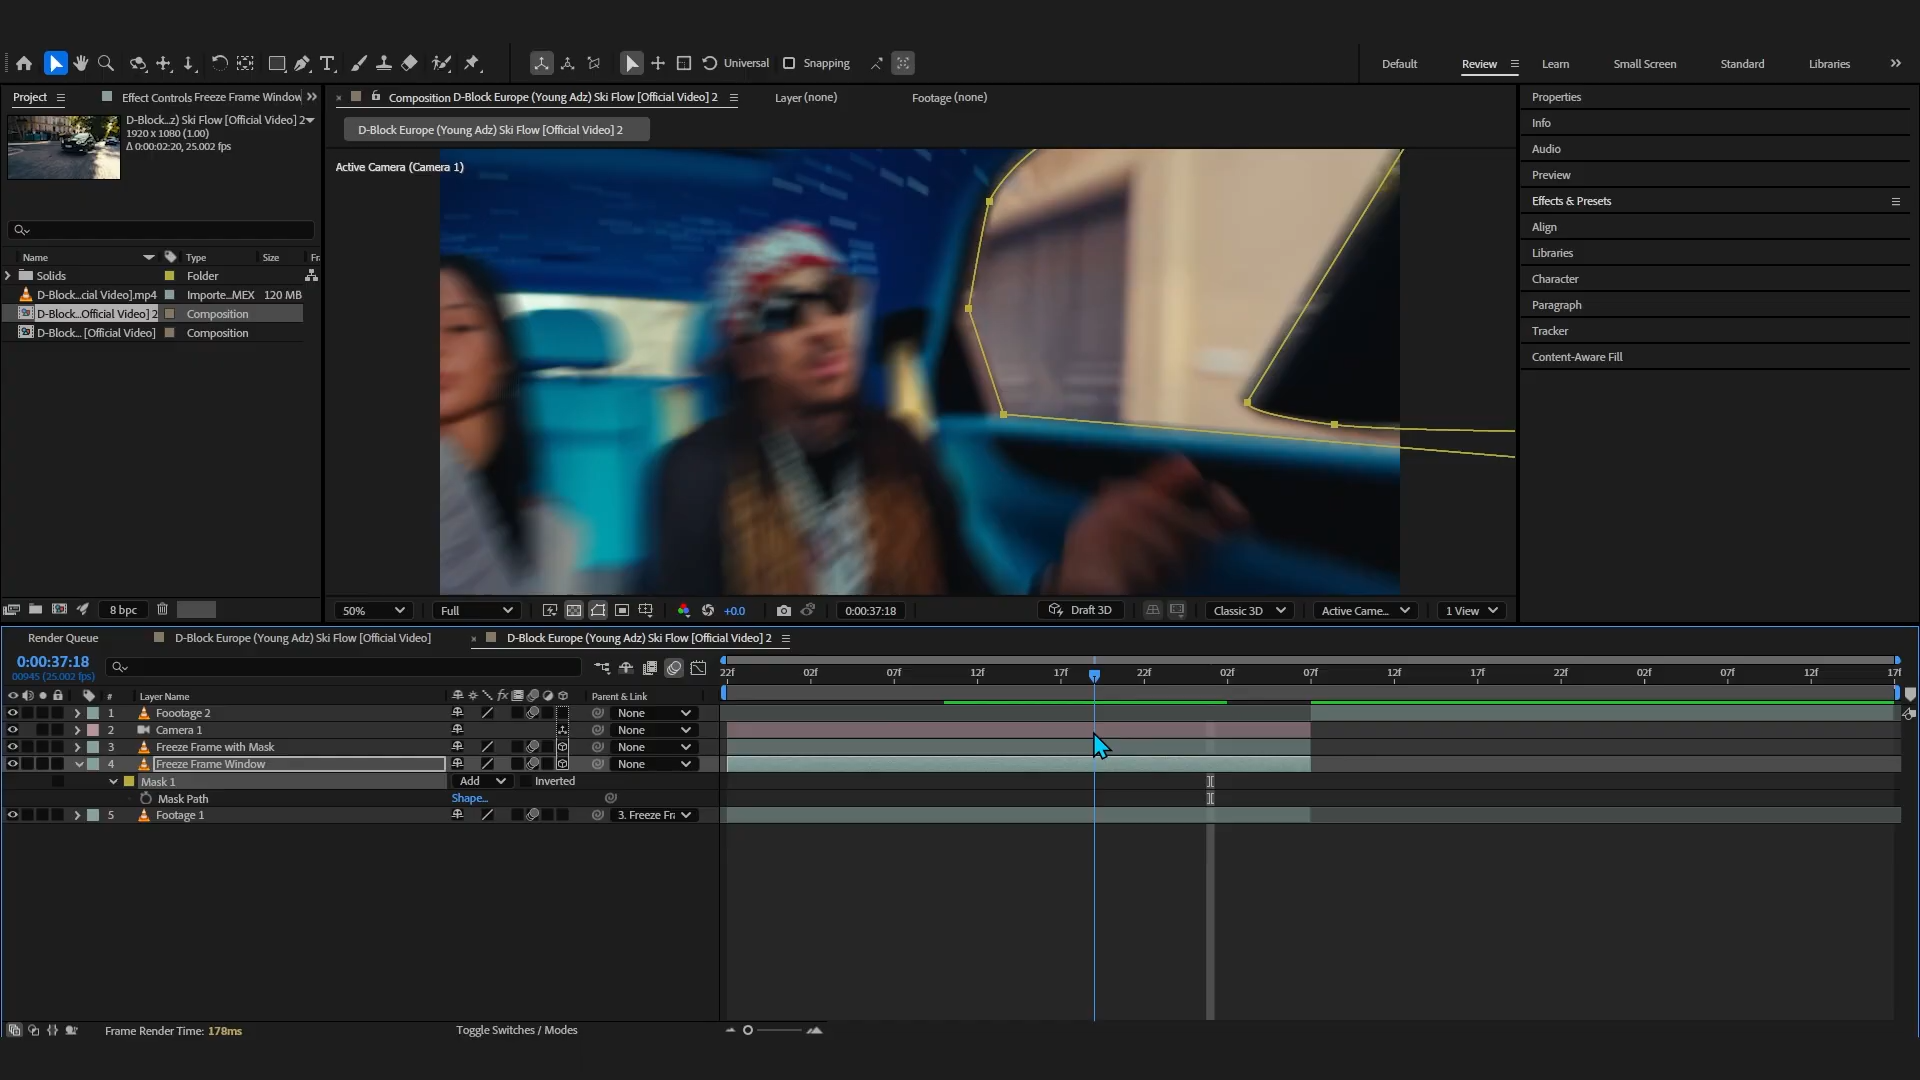 Universal
Snapping
Default
Review
Learn
Small Screen
Standard
Libraries
Project
Effect Controls Freeze Frame Window
Composition D-Block Europe (Young Adz) Ski Flow [Official Video] 2
Layer (none)
Footage (none)
D-Block...z) Ski Flow [Official Video] 2
1920 x 1080 (1.00)
Δ 0:00:02:20, 25.002 fps
D-Block Europe (Young Adz) Ski Flow [Official Video] 2
Active Camera (Camera 1)
Name
Type
Size
Fr
Solids
Folder
D-Block...cial Video].mp4
Importe...MEX
120 MB
D-Block...Official Video] 2
Composition
D-Block... [Official Video]
Composition
8 bpc
50%
Full
+0.0
0:00:37:18
Draft 3D
Classic 3D
Active Came...
1 View
Properties
Info
Audio
Preview
Effects & Presets
Align
Libraries
Character
Paragraph
Tracker
Content-Aware Fill
Render Queue
D-Block Europe (Young Adz) Ski Flow [Official Video]
D-Block Europe (Young Adz) Ski Flow [Official Video] 2
0:00:37:18
00945 (25.002 fps)
22f
02f
07f
12f
17f
22f
02f
07f
12f
17f
22f
02f
07f
12f
17f
#
Layer Name
fx
Parent & Link
1
Foootage 2
None
2
Camera 1
None
3
Freeze Frame with Mask
None
4
Freeze Frame Window
None
Mask 1
Add
Inverted
Mask Path
Shape...
5
Footage 1
3. Freeze Fr
Frame Render Time: 178ms
Toggle Switches / Modes